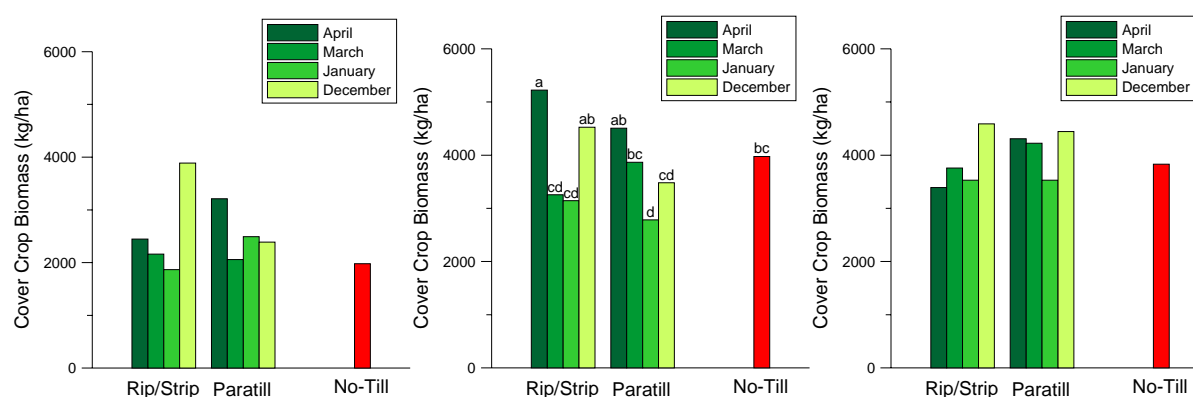 April
March
January
December
6000
4000
2000
0
Cover Crop Biomass (kg/ha)
Rip/Strip Paratill No-Till
April
March
January
December
6000
4000
2000
0
Cover Crop Biomass (kg/ha)
a
ab
ab
bc
bc
cd cd
cd
d
Rip/Strip Paratill No-Till
April
March
January
December
6000
4000
2000
0
Cover Crop Biomass (kg/ha)
Rip/Strip Paratill No-Till